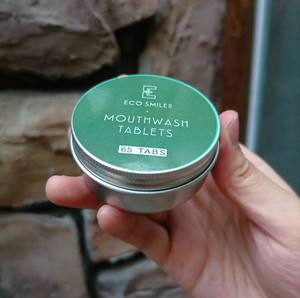 ECO SMILES
MOUTHWASH
TABLETS
65 TABS